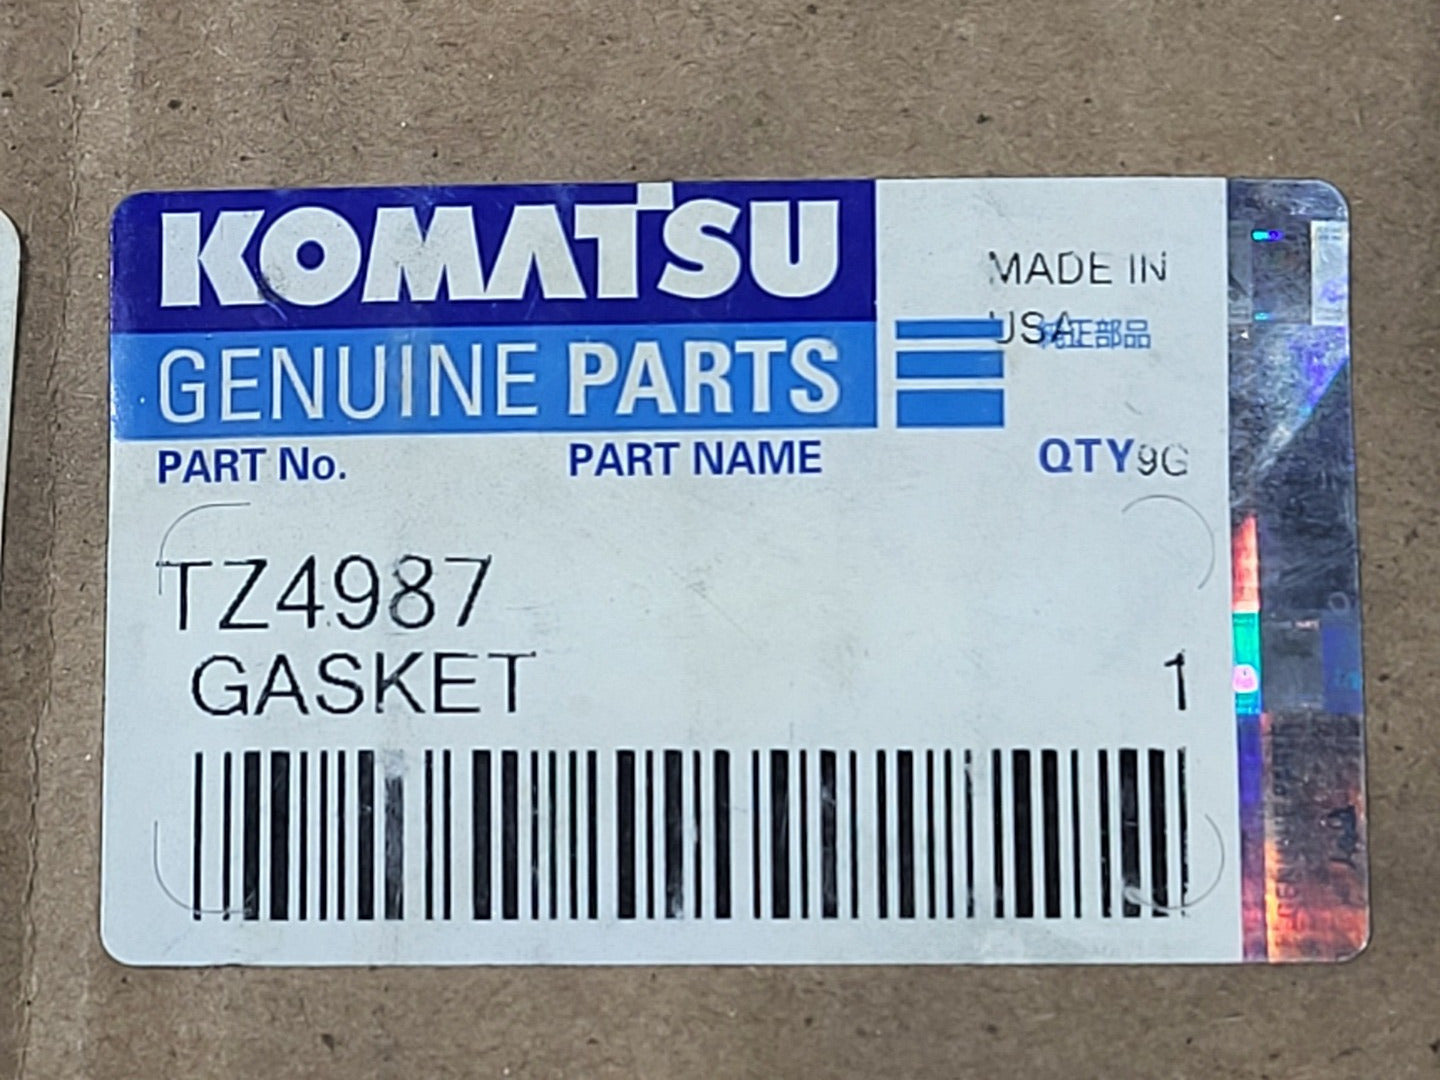 KOMATSU
MADE IN
USA
純正部品
GENUINE PARTS
PART No. PART NAME QTY 9G
TZ4987
GASKET 1